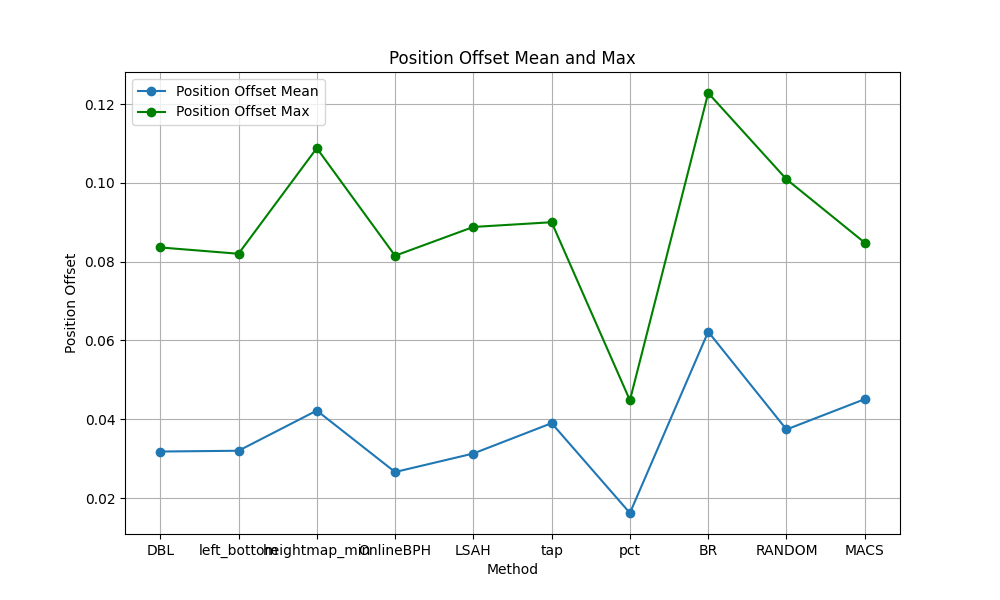 Position Offset Mean and Max
Position Offset Mean
Position Offset Max
Position Offset
0.12
0.10
0.08
0.06
0.04
0.02
DBL left_bottom heightmap_min OnlineBPH LSAH tap pct BR RANDOM MACS
Method